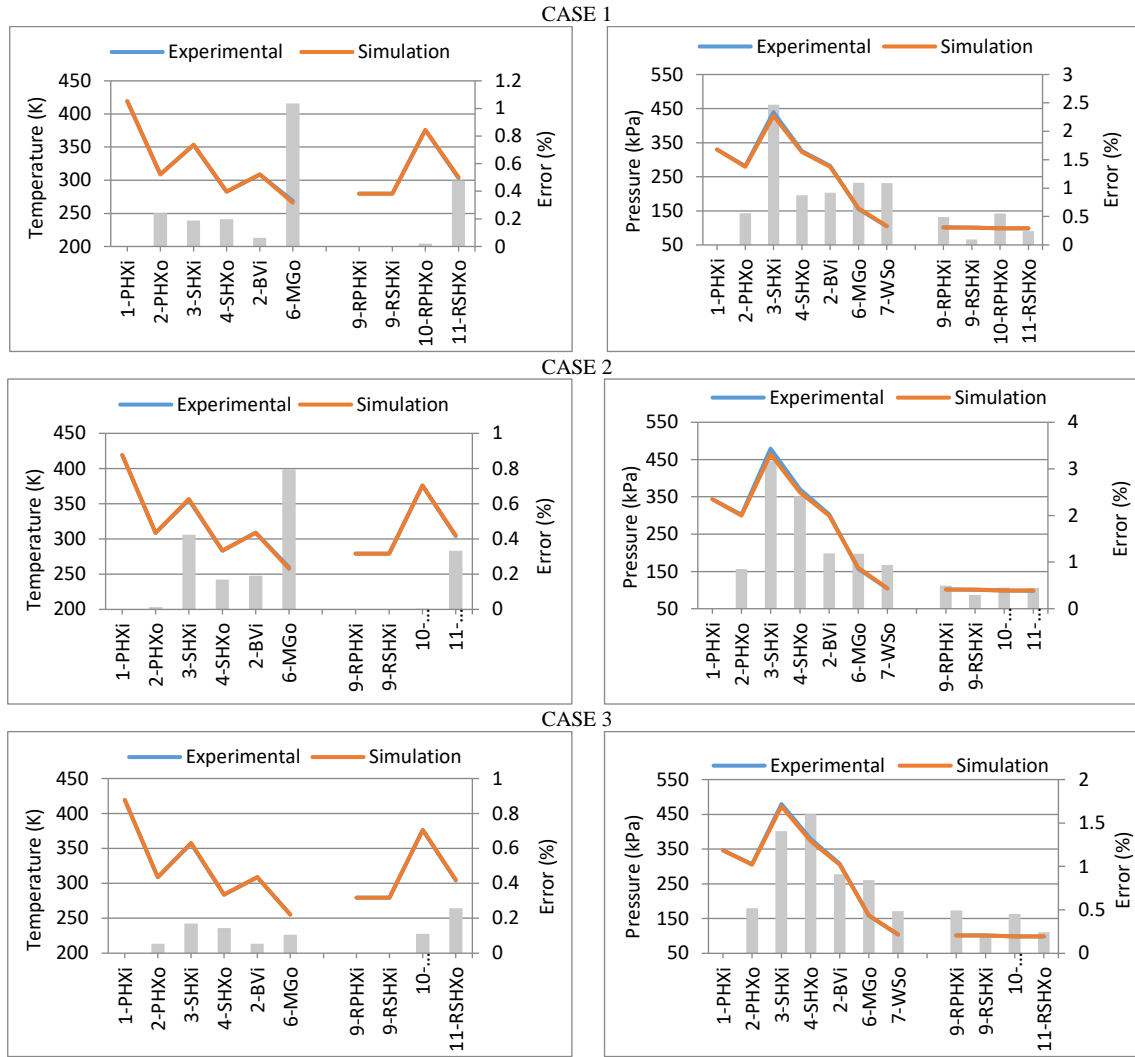 CASE 1
Experimental Simulation
Temperature (K)
450
400
350
300
250
200
1.2
1
0.8
0.6
0.4
0.2
0
Error (%)
1-PHXi
2-PHXo
3-SHXi
4-SHXo
2-BVi
6-MGo
9-RPHXi
9-RSHXi
10-RPHXo
11-RSHXo
Experimental Simulation
Pressure (kPa)
550
450
350
250
150
50
3
2.5
2
1.5
1
0.5
0
Error (%)
1-PHXi
2-PHXo
3-SHXi
4-SHXo
2-BVi
6-MGo
7-WSo
9-RPHXi
9-RSHXi
10-RPHXo
11-RSHXo
CASE 2
Experimental Simulation
Temperature (K)
450
400
350
300
250
200
1
0.8
0.6
0.4
0.2
0
Error (%)
1-PHXi
2-PHXo
3-SHXi
4-SHXo
2-BVi
6-MGo
9-RPHXi
9-RSHXi
10-...
11-...
Experimental Simulation
Pressure (kPa)
550
450
350
250
150
50
4
3
2
1
0
Error (%)
1-PHXi
2-PHXo
3-SHXi
4-SHXo
2-BVi
6-MGo
7-WSo
9-RPHXi
9-RSHXi
10-...
11-...
CASE 3
Experimental Simulation
Temperature (K)
450
400
350
300
250
200
1
0.8
0.6
0.4
0.2
0
Error (%)
1-PHXi
2-PHXo
3-SHXi
4-SHXo
2-BVi
6-MGo
9-RPHXi
9-RSHXi
10-...
11-RSHXo
Experimental Simulation
Pressure (kPa)
550
450
350
250
150
50
2
1.5
1
0.5
0
Error (%)
1-PHXi
2-PHXo
3-SHXi
4-SHXo
2-BVi
6-MGo
7-WSo
9-RPHXi
9-RSHXi
10-...
11-RSHXo